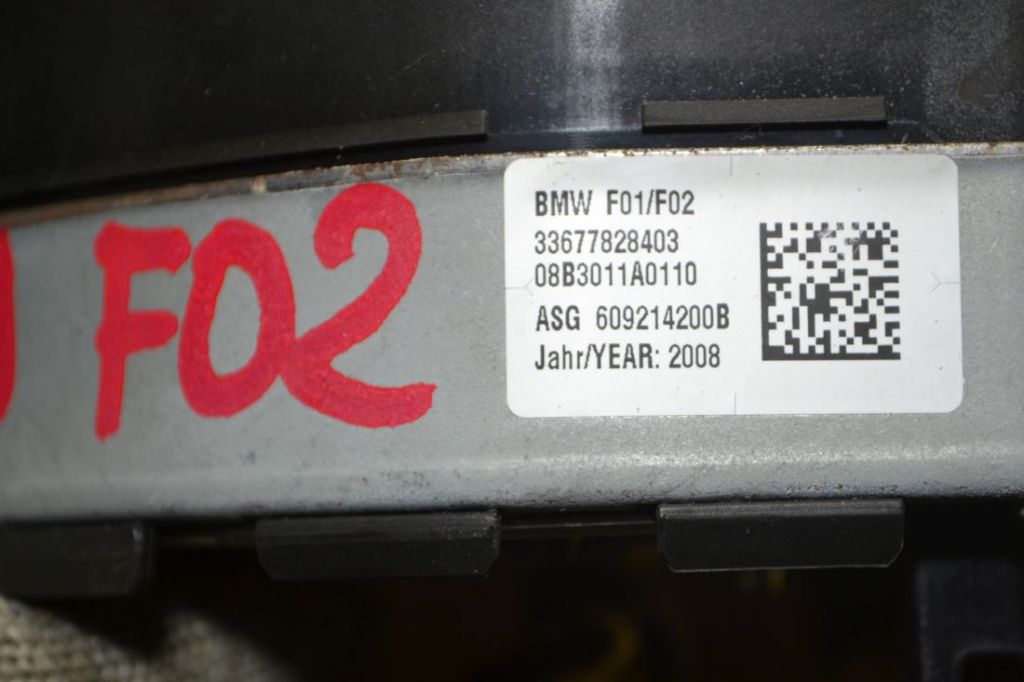 F02
BMW F01/F02
33677828403
08B3011A0110
ASG 609214200B
Jahr/YEAR: 2008